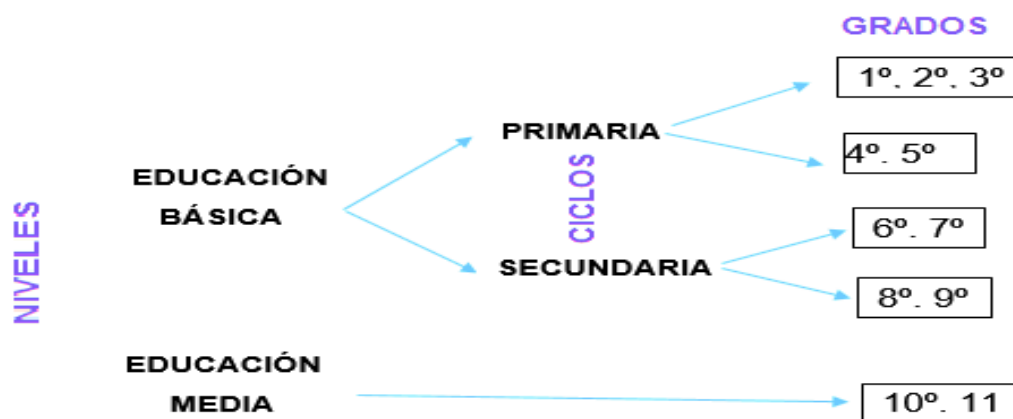 GRADOS
1º. 2º. 3º
PRIMARIA
4º. 5º
EDUCACIÓN
BÁSICA
CICLOS
NIVELES
6º. 7º
SECUNDARIA
8º. 9º
EDUCACIÓN
MEDIA
10º. 11